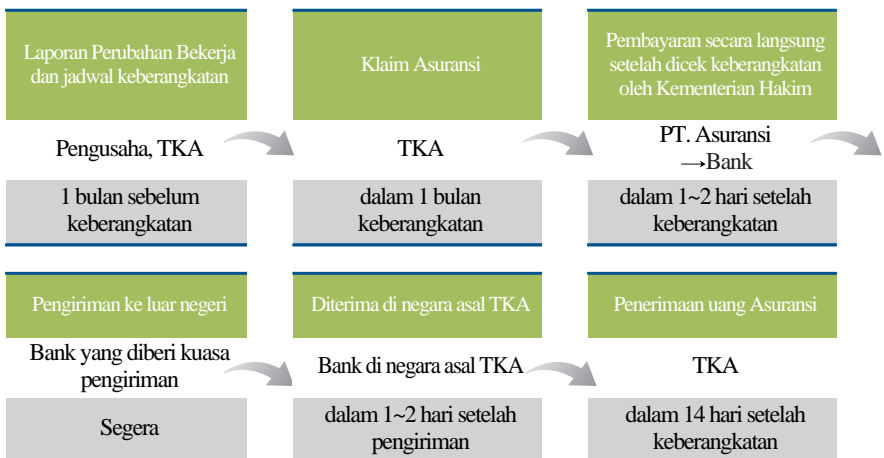 Laporan Perubahan Bekerja
dan jadwal keberangkatan
Pengusaha, TKA
1 bulan sebelum
keberangkatan
Klaim Asuransi
TKA
dalam 1 bulan
keberangkatan
Pembayaran secara langsung
setelah dicek keberangkatan
oleh Kementerian Hakim
PT. Asuransi
→Bank
dalam 1~2 hari setelah
keberangkatan
Pengiriman ke luar negeri
Bank yang diberi kuasa
pengiriman
Segera
Diterima di negara asal TKA
Bank di negara asal TKA
dalam 1~2 hari setelah
pengiriman
Penerimaan uang Asuransi
TKA
dalam 14 hari setelah
keberangkatan